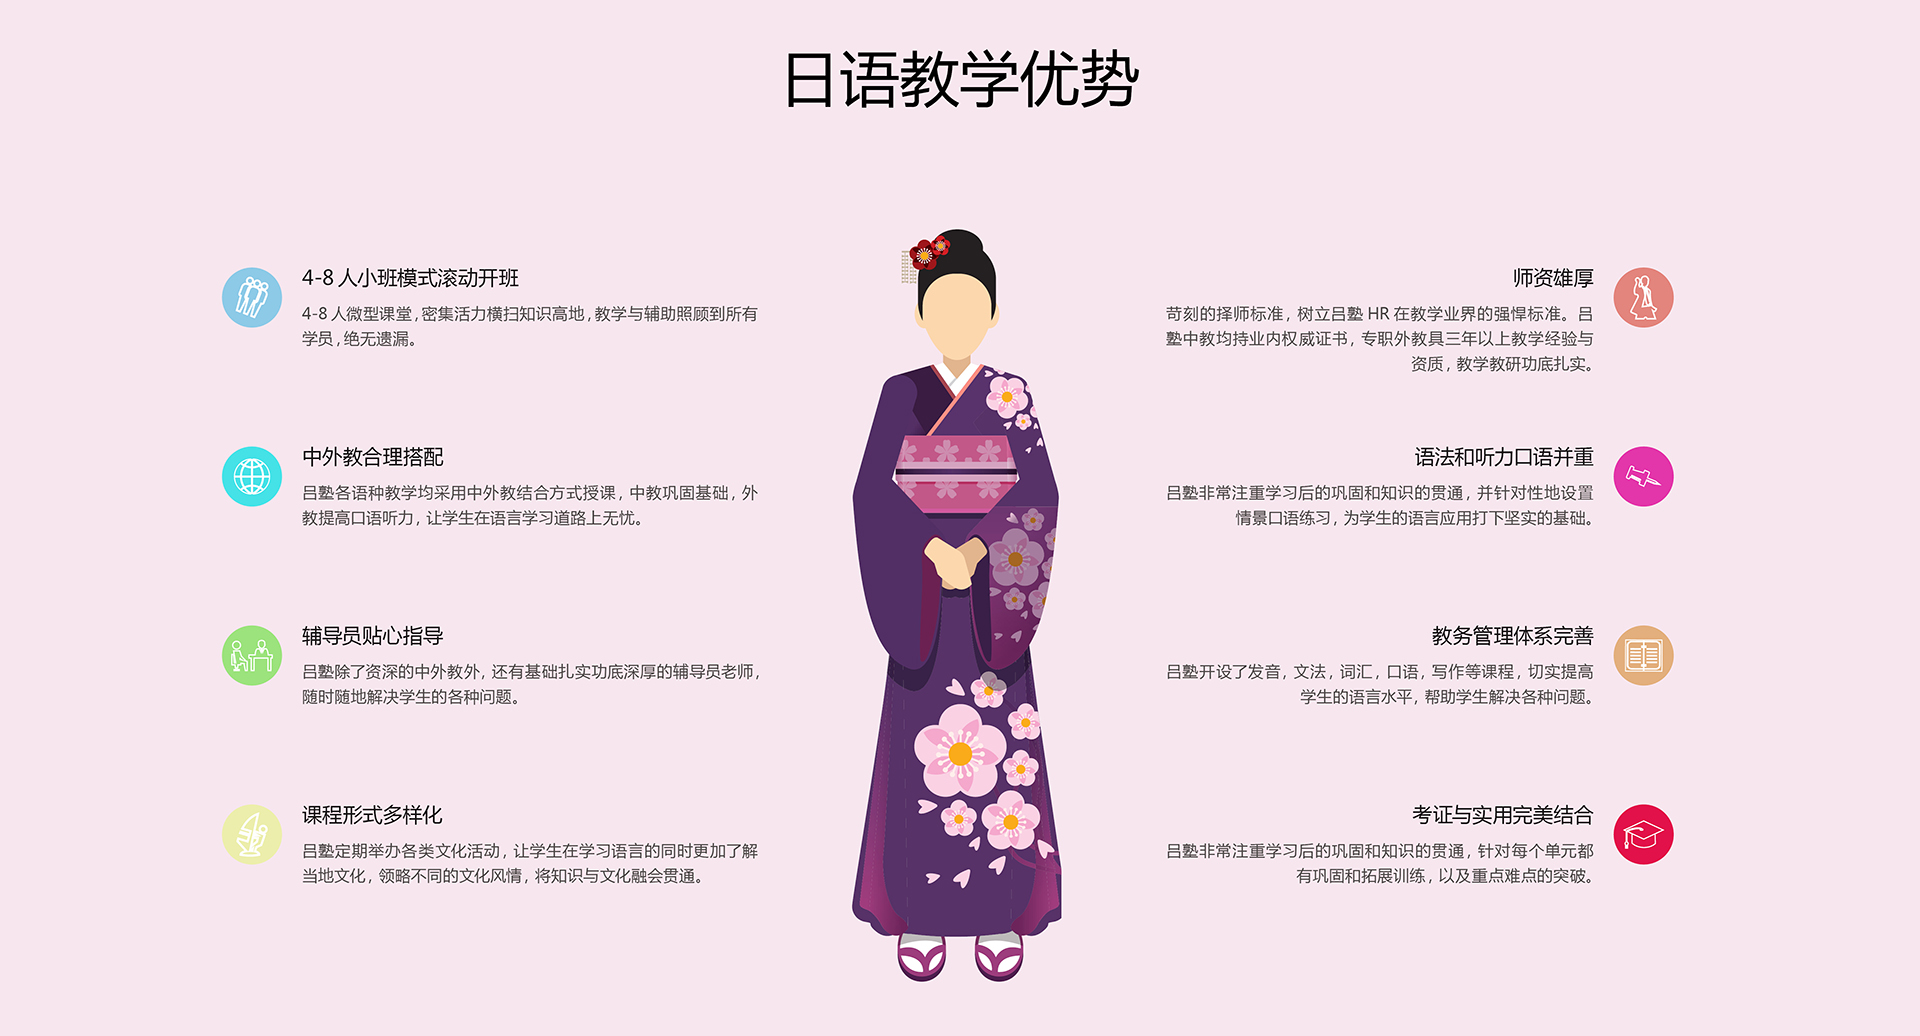 日语教学优势
4-8 人小班模式滚动开班
4-8 人微型课堂，密集活力横扫知识高地，教学与辅助照顾到所有
学员，绝无遗漏。
中外教合理搭配
吕塾各语种教学均采用中外教结合方式授课，中教巩固基础，外
教提高口语听力，让学生在语言学习道路上无忧。
辅导员贴心指导
吕塾除了资深的中外教外，还有基础扎实功底深厚的辅导员老师，
随时随地解决学生的各种问题。
课程形式多样化
吕塾定期举办各类文化活动，让学生在学习语言的同时更加了解
当地文化，领略不同的文化风情，将知识与文化融会贯通。
师资雄厚
苛刻的择师标准，树立吕塾 HR 在教学业界的强悍标准。吕
塾中教均持业内权威证书，专职外教具三年以上教学经验与
资质，教学教研功底扎实。
语法和听力口语并重
吕塾非常注重学习后的巩固和知识的贯通，并针对性地设置
情景口语练习，为学生的语言应用打下坚实的基础。
教务管理体系完善
吕塾开设了发音，文法，词汇，口语，写作等课程，切实提高
学生的语言水平，帮助学生解决各种问题。
考证与实用完美结合
吕塾非常注重学习后的巩固和知识的贯通，针对每个单元都
有巩固和拓展训练，以及重点难点的突破。